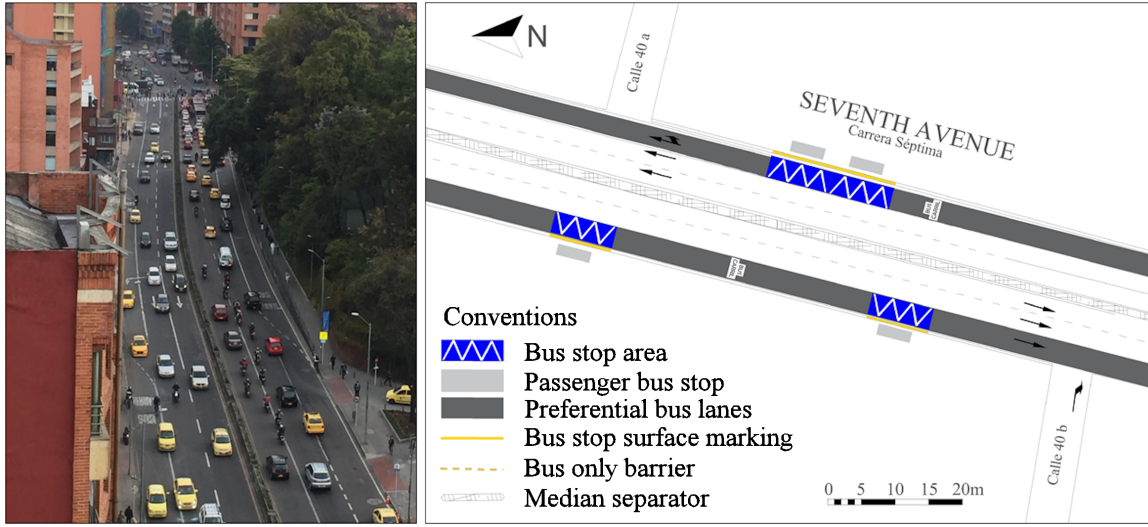 N
Calle 40 a
SEVENTH AVENUE
Carrera Séptima
Conventions
Bus stop area
Passenger bus stop
Preferential bus lanes
Bus stop surface marking
Bus only barrier
Median separator
0 5 10 15 20m
Calle 40 b